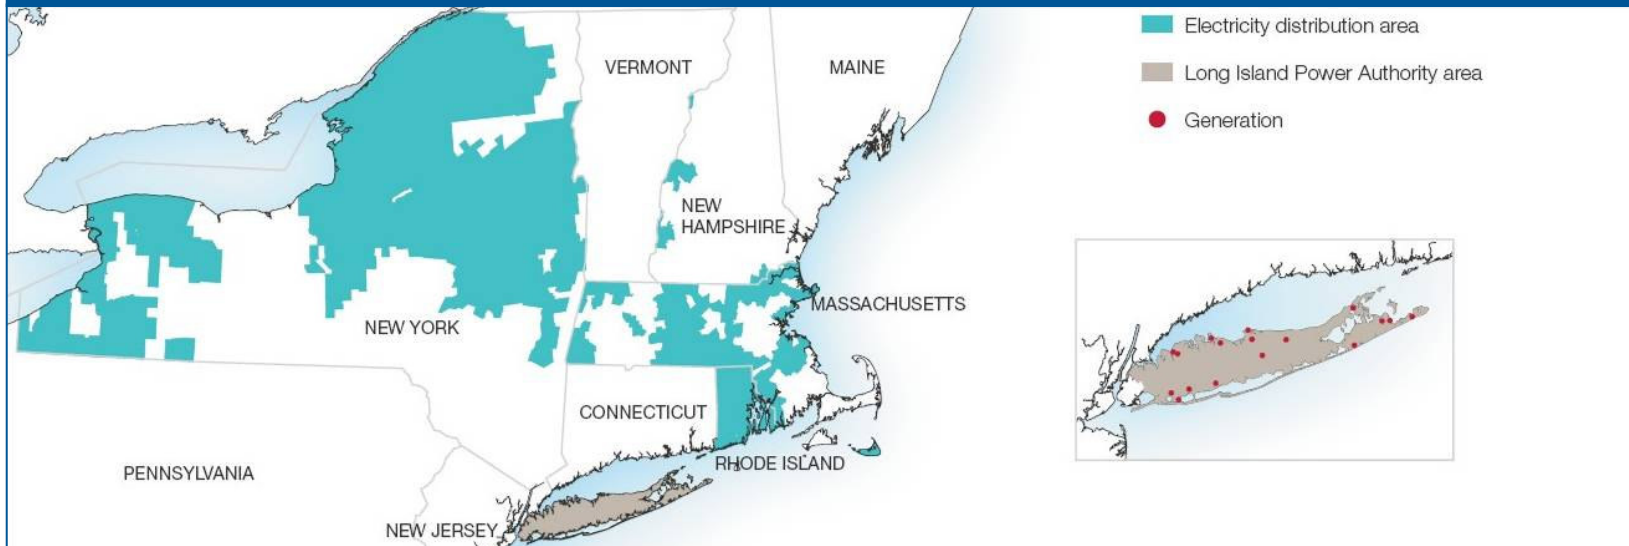 Electricity distribution area
Long Island Power Authority area
Generation
VERMONT
MAINE
NEW
HAMPSHIRE
MASSACHUSETTS
NEW YORK
CONNECTICUT
RHODE ISLAND
PENNSYLVANIA
NEW JERSEY